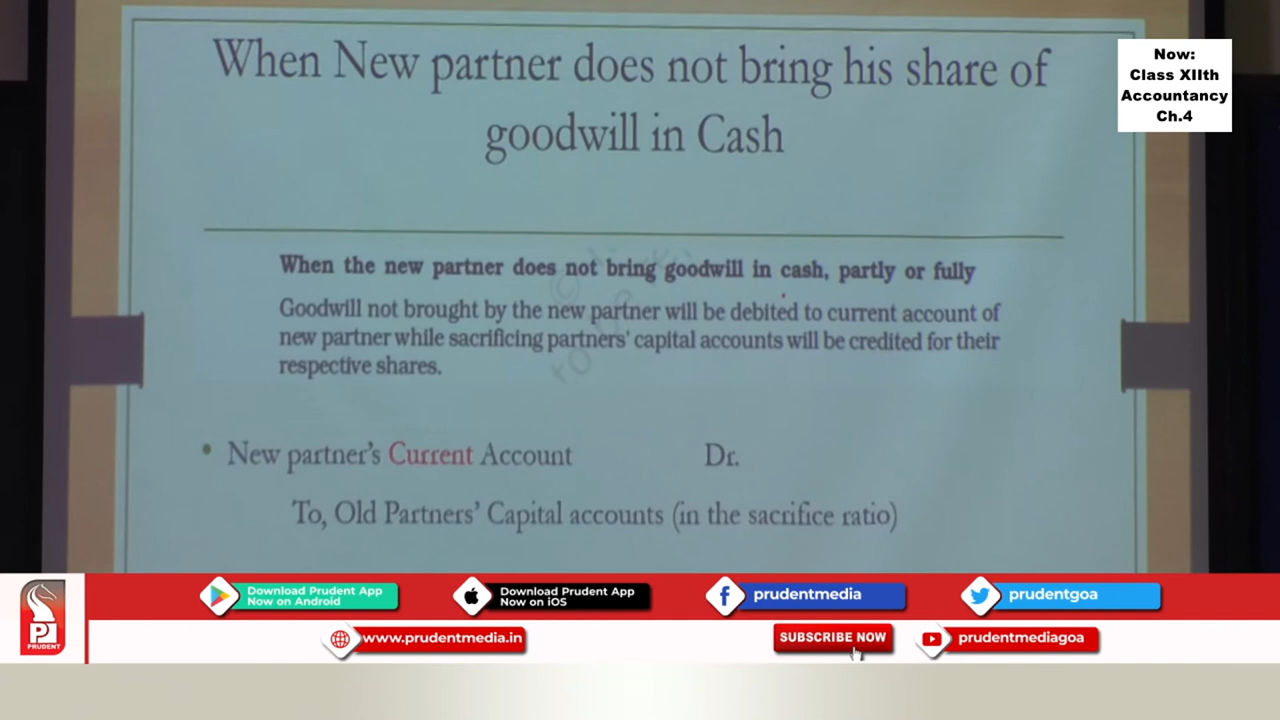 When New partner does not bring his share of
goodwill in Cash
Now:
Class XIIth
Accountancy
Ch.4
When the new partner does not bring goodwill in cash, partly or fully
Goodwill not brought by the new partner will be debited to current account of
new partner while sacrificing partners' capital accounts will be credited for their
respective shares.
• New partner's Current Account Dr.
To, Old Partners' Capital accounts (in the sacrifice ratio)
Download Prudent App
Now on Android
Download Prudent App
Now on iOS
prudentmedia
prudentgoa
PRUDENT
www.prudentmedia.in
SUBSCRIBE NOW
prudentmediagoa